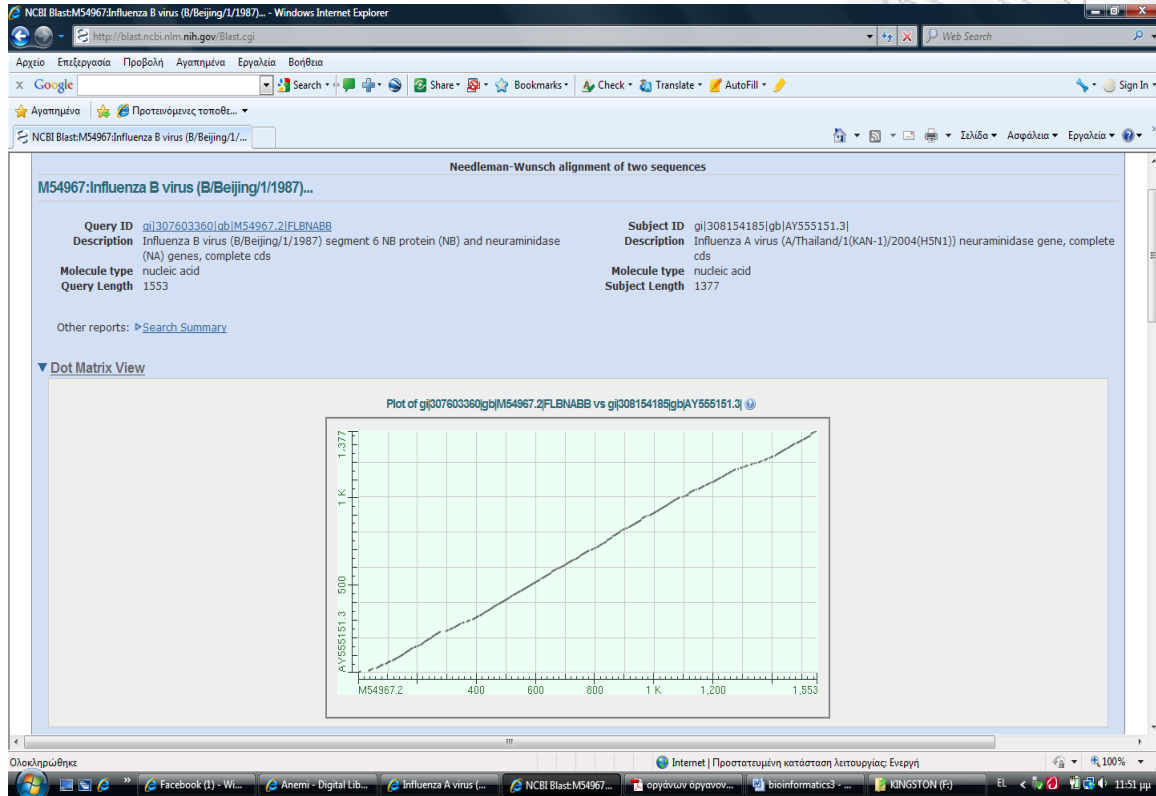 NCBI Blast:M54967:Influenza B virus (B/Beijing/1/1987)... - Windows Internet Explorer
http://blast.ncbi.nlm.nih.gov/Blast.cgi
Web Search
Αρχείο Επεξεργασία Προβολή Αγαπημένα Εργαλεία Βοήθεια
x Google Search Share Bookmarks Check Translate AutoFill Sign In
Αγαπημένα Προτεινόμενες τοποθε...
NCBI Blast:M54967:Influenza B virus (B/Beijing/1/... Σελίδα Ασφάλεια Εργαλεία
Needleman-Wunsch alignment of two sequences
M54967:Influenza B virus (B/Beijing/1/1987)...
Query ID gi|307603360|gb|M54967.2|FLBNABB
Description Influenza B virus (B/Beijing/1/1987) segment 6 NB protein (NB) and neuraminidase
(NA) genes, complete cds
Molecule type nucleic acid
Query Length 1553
Subject ID gi|308154185|gb|AY555151.3|
Description Influenza A virus (A/Thailand/1(KAN-1)/2004(H5N1)) neuraminidase gene, complete
cds
Molecule type nucleic acid
Subject Length 1377
Other reports: Search Summary
Dot Matrix View
Plot of gi|307603360|gb|M54967.2|FLBNABB vs gi|308154185|gb|AY555151.3|
1,377
1 K
500
AY555151.3
M54967.2 400 600 800 1 K 1,200 1,553
Ολοκληρώθηκε
Internet | Προστατευμένη κατάσταση λειτουργίας: Ενεργή
100%
Facebook (1) - Wi... Anemi - Digital Lib... Influenza A virus (... NCBI Blast:M54967... οργάνων όργανον... bioinformatics3 - ... KINGSTON (F:) EL 11:51 μμ